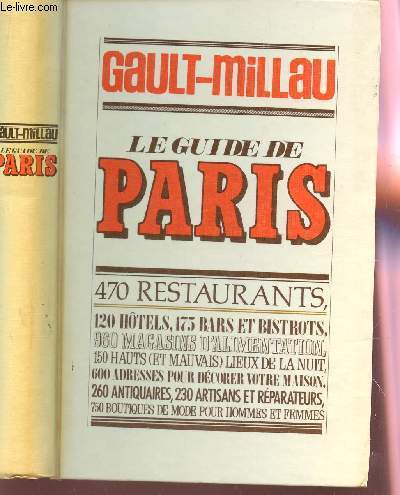 Le-livre.com
GAULT-millAU
LE GUIDE DE
PARIS
GAULT-millAU
LE GUIDE DE
PARIS
470 RESTAURANTS,
120 HÔTELS, 175 BARS ET BISTROTS,
960 MAGASINS D'ALIMENTATION,
150 HAUTS (ET MAUVAIS) LIEUX DE LA NUIT,
600 ADRESSES POUR DÉCORER VOTRE MAISON,
260 ANTIQUAIRES, 230 ARTISANS ET RÉPARATEURS,
750 BOUTIQUES DE MODE POUR HOMMES ET FEMMES